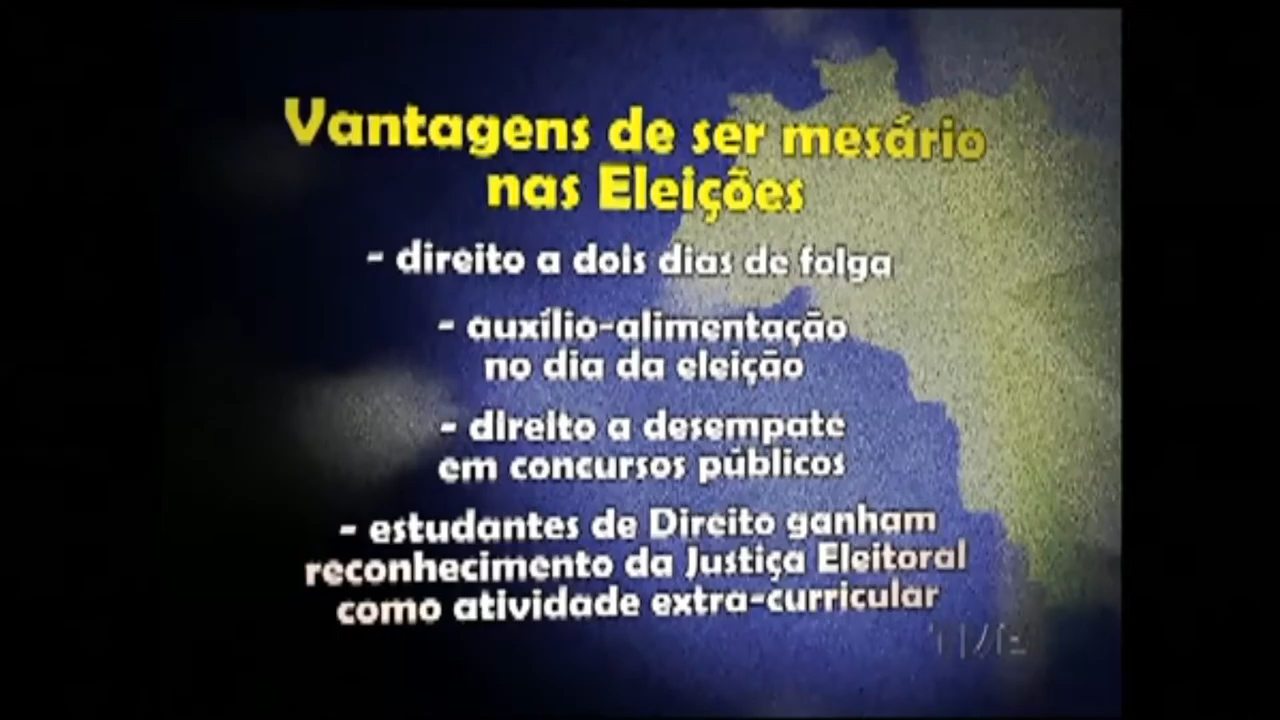 Vantagens de ser mesário
nas Eleições
- direito a dois dias de folga
- auxílio-alimentação
no dia da eleição
- direito a desempate
em concursos públicos
- estudantes de Direito ganham
reconhecimento da Justiça Eleitoral
como atividade extra-curricular
TVE